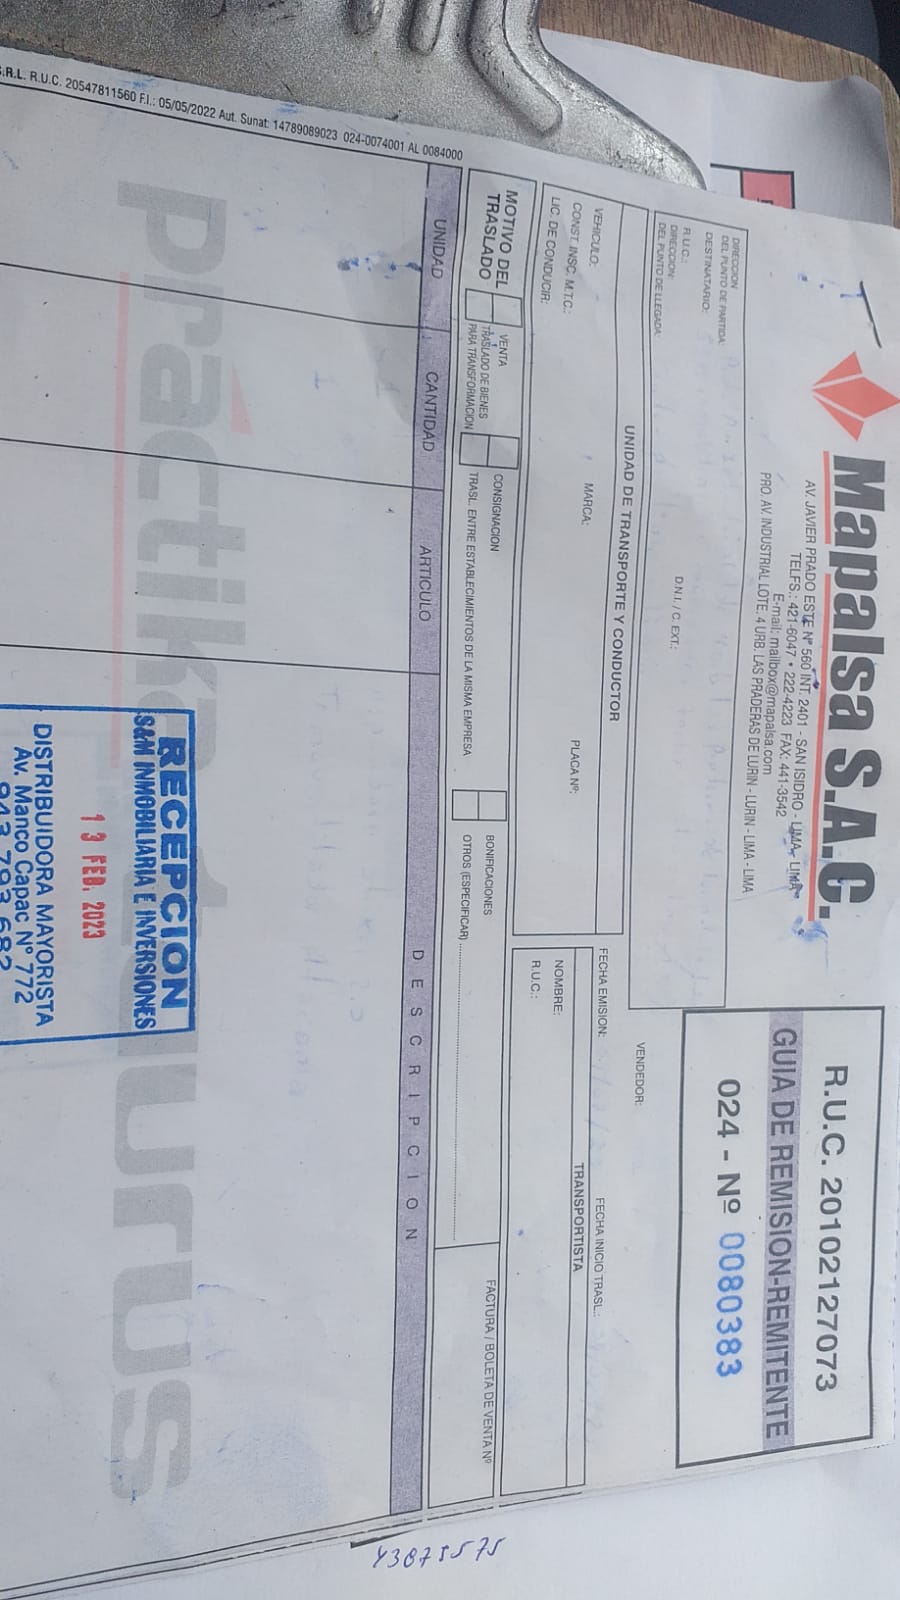 Mapalsa S.A.C.
AV. JAVIER PRADO ESTE Nº 560 INT. 2401 - SAN ISIDRO - LIMA - LIMA
TELFS.: 421-6047 • 222-4223 FAX: 441-3542
E-mail: mailbox@mapalsa.com
PRO. AV. INDUSTRIAL LOTE. 4 URB. LAS PRADERAS DE LURIN - LURIN - LIMA - LIMA
R.U.C. 20102127073
GUIA DE REMISION-REMITENTE
024 - Nº 0080383
DIRECCION
DEL PUNTO DE PARTIDA:
DESTINATARIO:
R.U.C.: D.N.I. / C. EXT.:
DIRECCION:
DEL PUNTO DE LLEGADA:
VENDEDOR:
UNIDAD DE TRANSPORTE Y CONDUCTOR
FECHA EMISION: FECHA INICIO TRASL.:
VEHICULO: MARCA: PLACA Nº:
CONST. INSC. M.T.C.:
LIC. DE CONDUCIR:
TRANSPORTISTA
NOMBRE:
R.U.C.:
MOTIVO DEL
TRASLADO
VENTA
TRASLADO DE BIENES
PARA TRANSFORMACION
CONSIGNACION
TRASL. ENTRE ESTABLECIMIENTOS DE LA MISMA EMPRESA
BONIFICACIONES
OTROS (ESPECIFICAR)
FACTURA / BOLETA DE VENTA Nº
UNIDAD CANTIDAD ARTICULO DESCRIPCION
RECEPCION
S&M INMOBILIARIA E INVERSIONES
13 FEB. 2023
DISTRIBUIDORA MAYORISTA
Av. Manco Capac Nº 772
943 793 682
S.R.L. R.U.C. 20547811560 F.I.: 05/05/2022 Aut. Sunat: 14789089023 024-0074001 AL 0084000
43875575